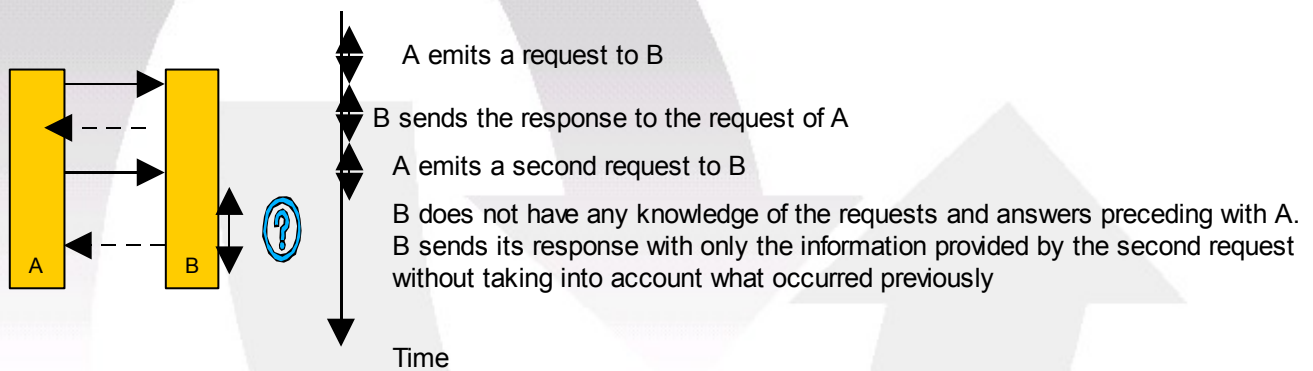 A emits a request to B
B sends the response to the request of A
A emits a second request to B
B does not have any knowledge of the requests and answers preceding with A.
B sends its response with only the information provided by the second request
without taking into account what occurred previously
A
B
?
Time